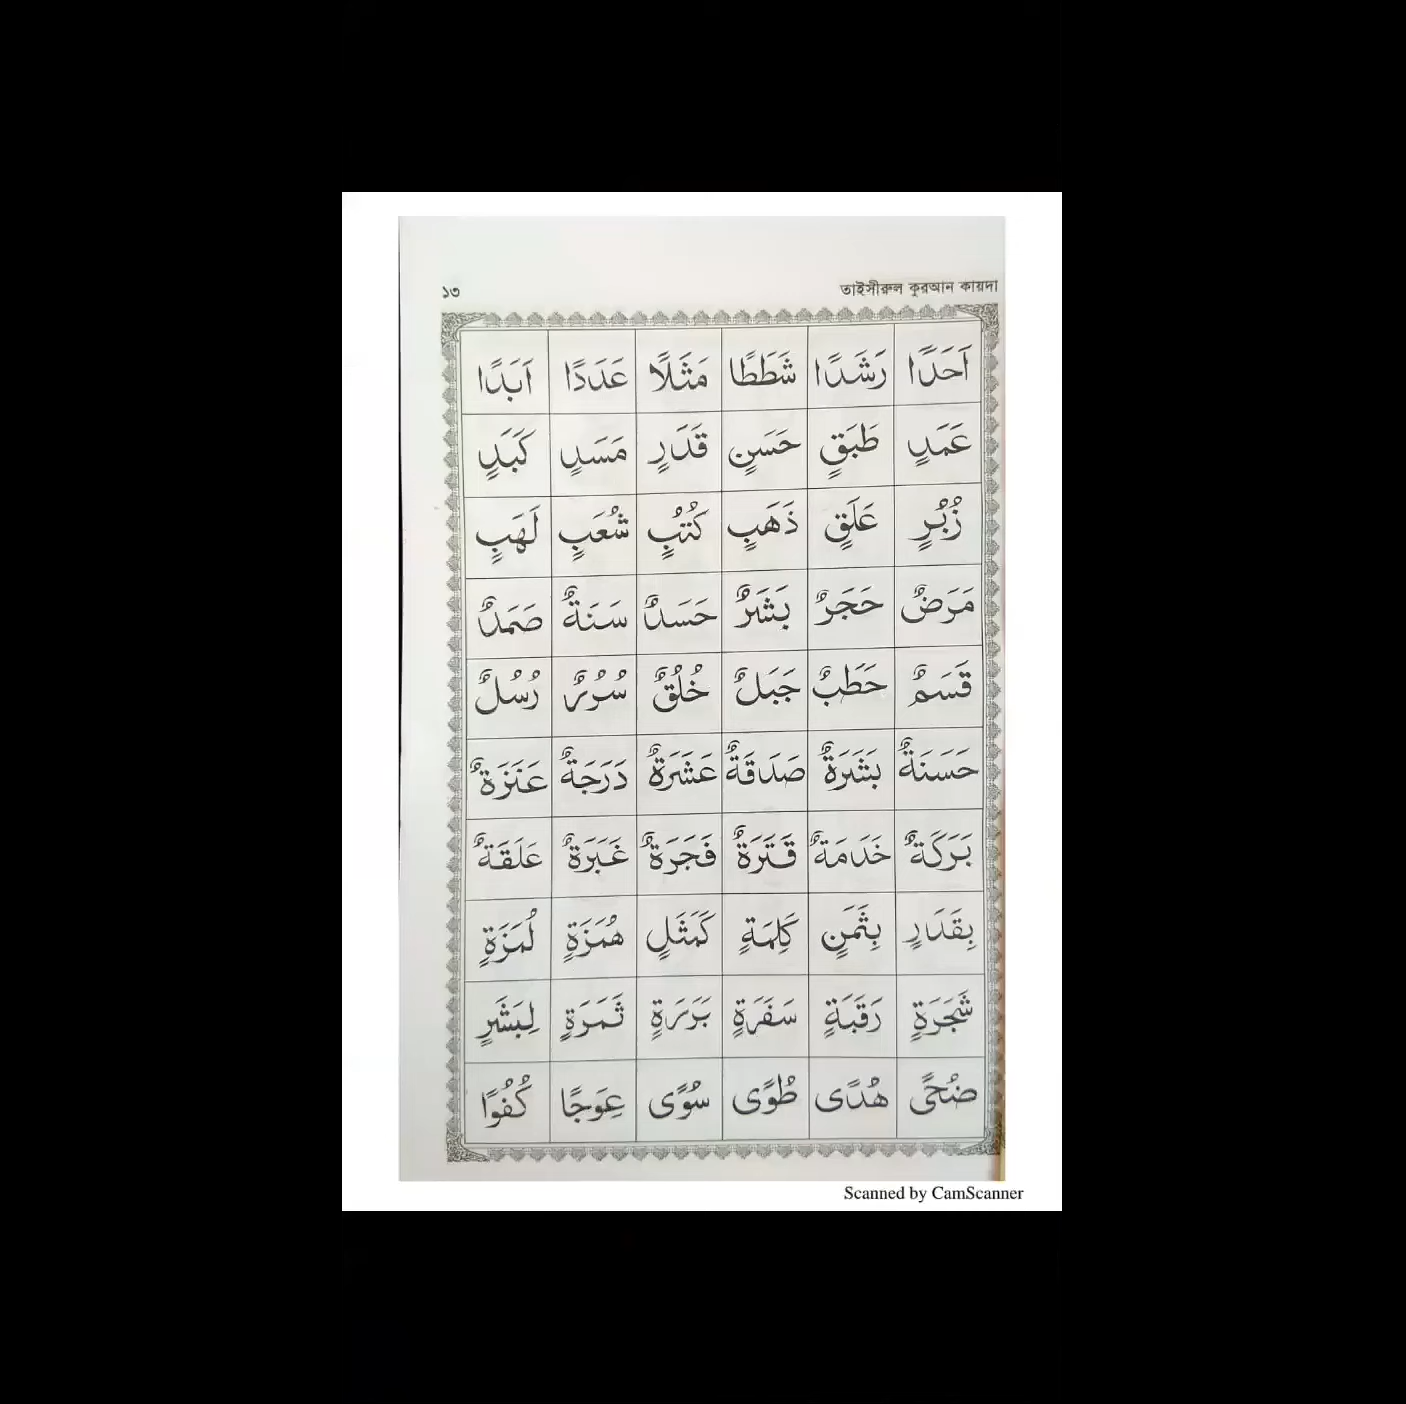 তাইসীরুল কুরআন কায়দা ১৩
اَحَدًا رَشَدًا شَطَطًا مَثَلًا عَدَدًا اَبَدًا
عَمَدٍ طَبَقٍ حَسَنٍ قَدَرٍ مَسَدٍ كَبَدٍ
زُبُرٍ عَلَقٍ ذَهَبٍ كُتُبٍ شُعَبٍ لَهَبٍ
مَرَضٌ حَجَرٌ بَشَرٌ حَسَدٌ سَنَةٌ صَمَدٌ
قَسَمٌ حَطَبٌ جَبَلٌ خُلُقٌ سُرُرٌ رُسُلٌ
حَسَنَةٌ بَشَرَةٌ صَدَقَةٌ عَشَرَةٌ دَرَجَةٌ عَنَزَةٌ
بَرَكَةٌ خَدَمَةٌ قَتَرَةٌ فَجَرَةٌ غَبَرَةٌ عَلَقَةٌ
بِقَدَرٍ بِثَمَنٍ كَلِمَةٍ كَمَثَلٍ هُمَزَةٍ لُمَزَةٍ
شَجَرَةٍ رَقَبَةٍ سَفَرَةٍ بَرَرَةٍ ثَمَرَةٍ لِبَشَرٍ
ضُحًى هُدًى طُوًى سُوًى عِوَجًا كُفُوًا
Scanned by CamScanner